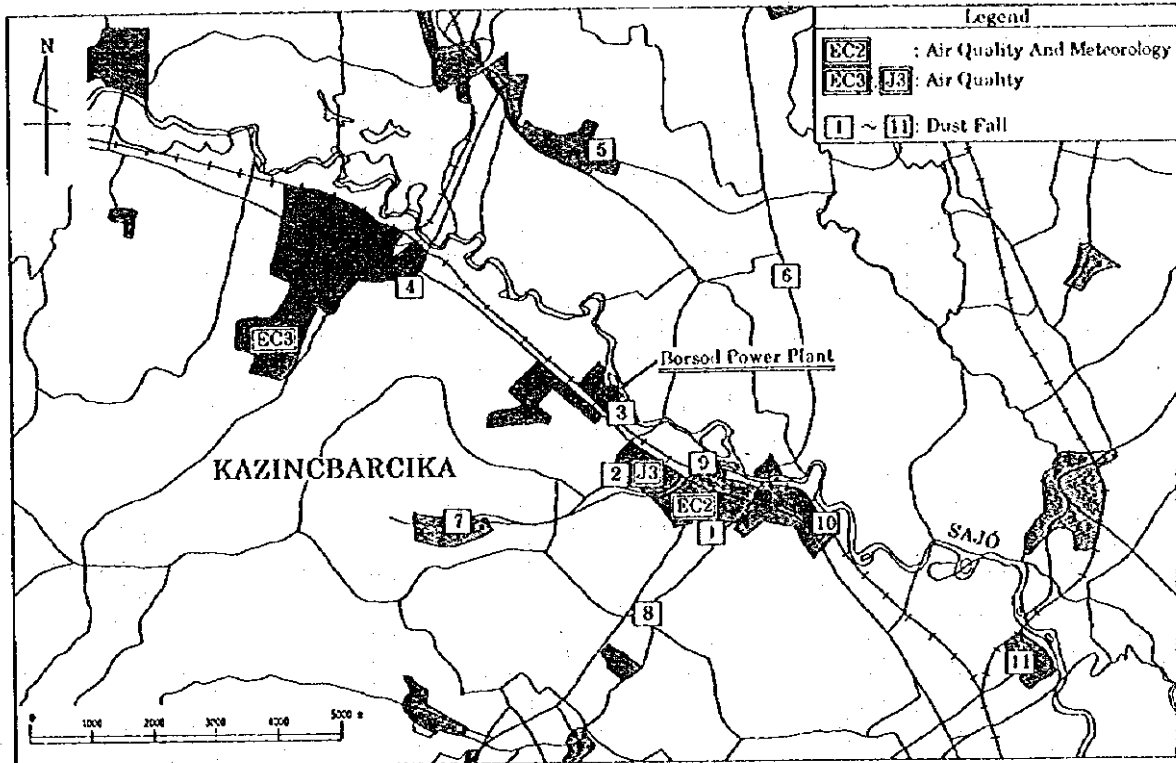 Legend
EC2 : Air Quality And Meteorology
EC3 J3 : Air Quality
1 ~ 11 : Dust Fall
N
5
6
4
EC3
Borsod Power Plant
3
KAZINCBARCIKA
2 J3
9
EC2
7
1
10
SAJÓ
8
11
0 1000 2000 3000 4000 5000 m